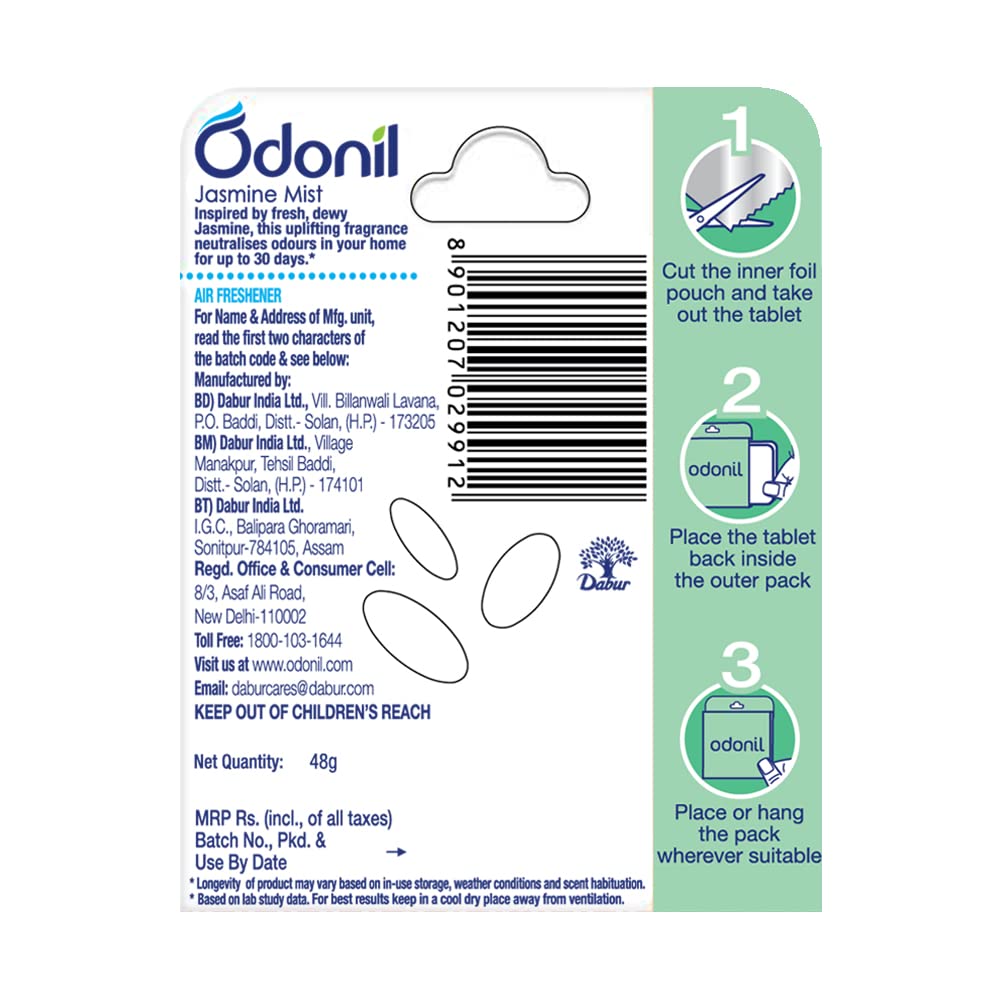 Odonil
Jasmine Mist
Inspired by fresh, dewy
Jasmine, this uplifting fragrance
neutralises odours in your home
for up to 30 days.*
AIR FRESHENER
For Name & Address of Mfg. unit,
read the first two characters of
the batch code & see below:
Manufactured by:
BD) Dabur India Ltd., Vill. Billanwali Lavana,
P.O. Baddi, Distt.- Solan, (H.P.) - 173205
BM) Dabur India Ltd., Village
Manakpur, Tehsil Baddi,
Distt.- Solan, (H.P.) - 174101
BT) Dabur India Ltd.
I.G.C., Balipara Ghoramari,
Sonitpur-784105, Assam
Regd. Office & Consumer Cell:
8/3, Asaf Ali Road,
New Delhi-110002
Toll Free: 1800-103-1644
Visit us at www.odonil.com
Email: daburcares@dabur.com
KEEP OUT OF CHILDREN'S REACH
Net Quantity: 48g
MRP Rs. (incl., of all taxes)
Batch No., Pkd. &
Use By Date
* Longevity of product may vary based on in-use storage, weather conditions and scent habituation.
* Based on lab study data. For best results keep in a cool dry place away from ventilation.
8 901207 029912
Dabur
1
Cut the inner foil
pouch and take
out the tablet
2
odonil
Place the tablet
back inside
the outer pack
3
odonil
Place or hang
the pack
wherever suitable